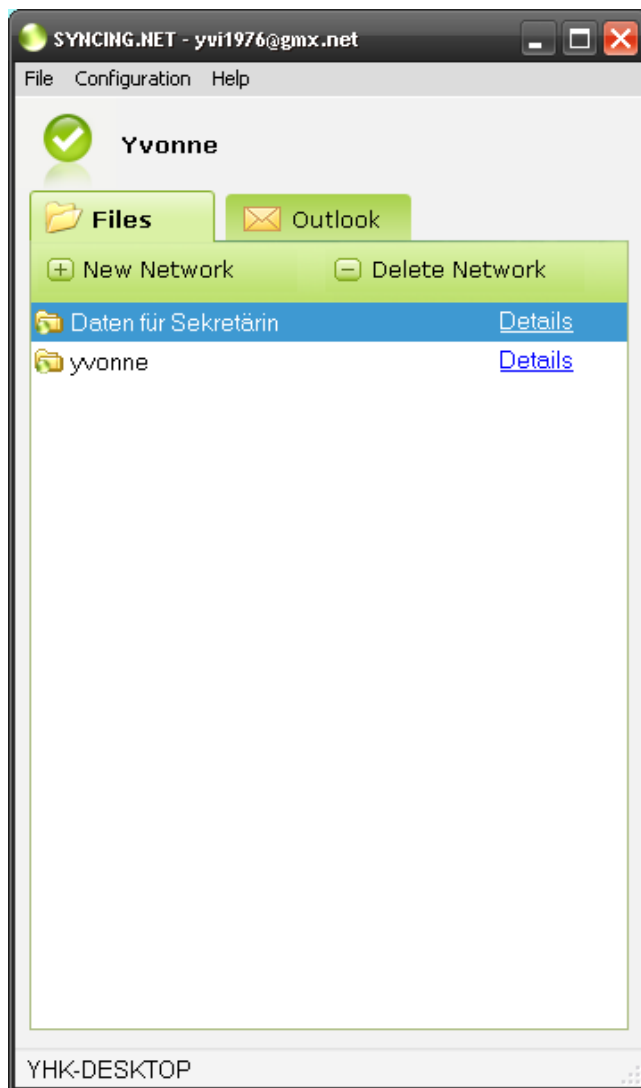 SYNCING.NET - yvi1976@gmx.net
File Configuration Help
Yvonne
Files Outlook
New Network Delete Network
Daten für Sekretärin Details
yvonne Details
YHK-DESKTOP